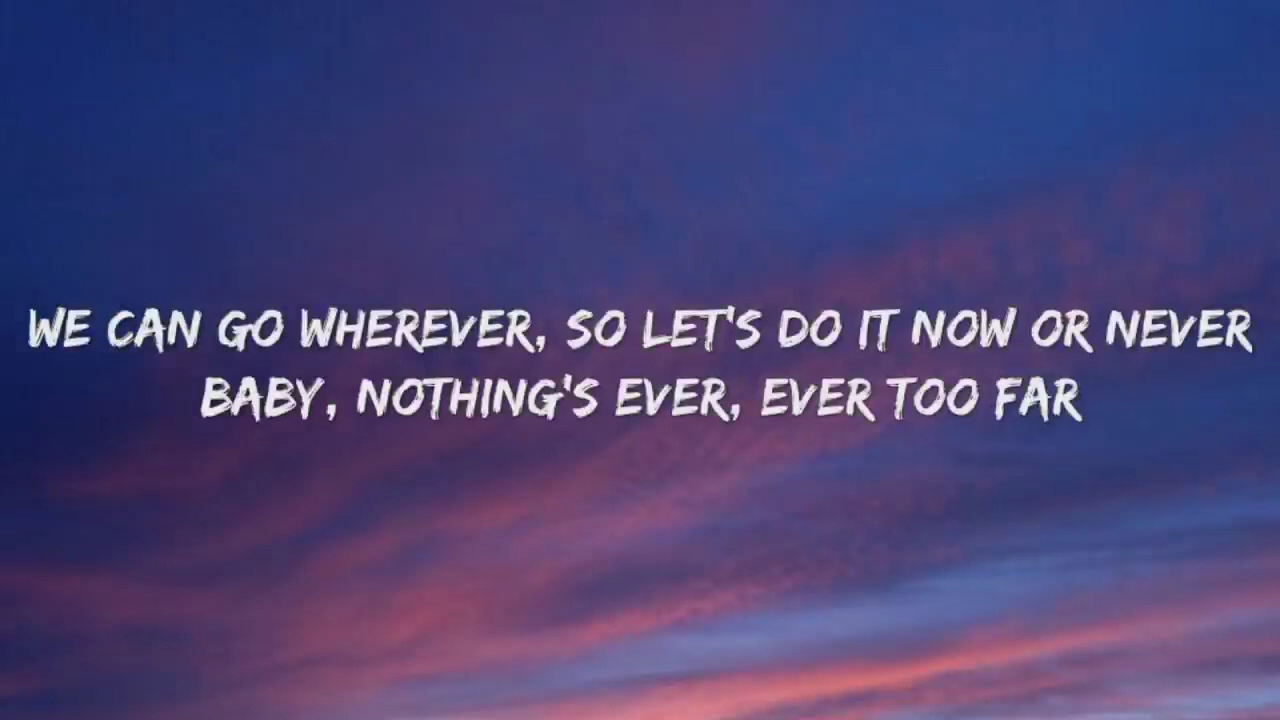 WE CAN GO WHEREVER, SO LET'S DO IT NOW OR NEVER
BABY, NOTHING'S EVER, EVER TOO FAR